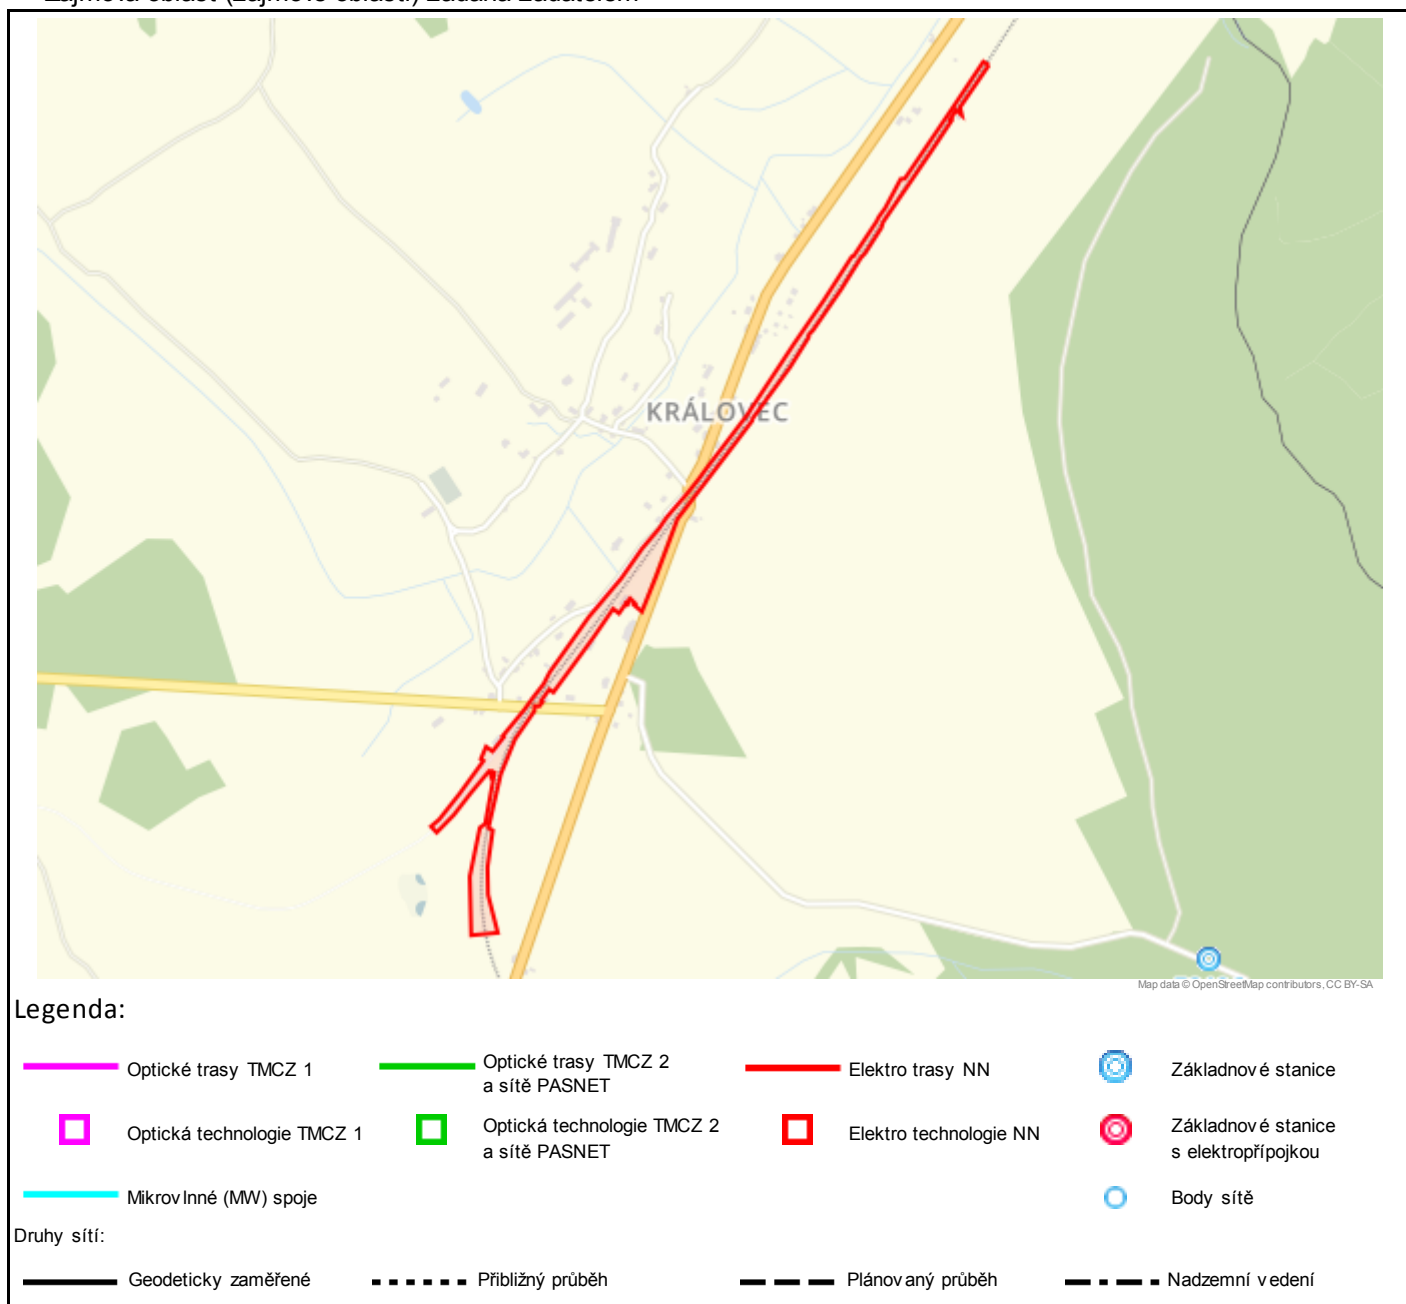 KRÁLOVEC
Map data © OpenStreetMap contributors, CC BY-SA
Legenda:
Optické trasy TMCZ 1
Optické trasy TMCZ 2
a sítě PASNET
Elektro trasy NN
Základnové stanice
Optická technologie TMCZ 1
Optická technologie TMCZ 2
a sítě PASNET
Elektro technologie NN
Základnové stanice
s elektropřípojkou
Mikrovlnné (MW) spoje
Body sítě
Druhy sítí:
Geodeticky zaměřené
Přibližný průběh
Plánovaný průběh
Nadzemní vedení